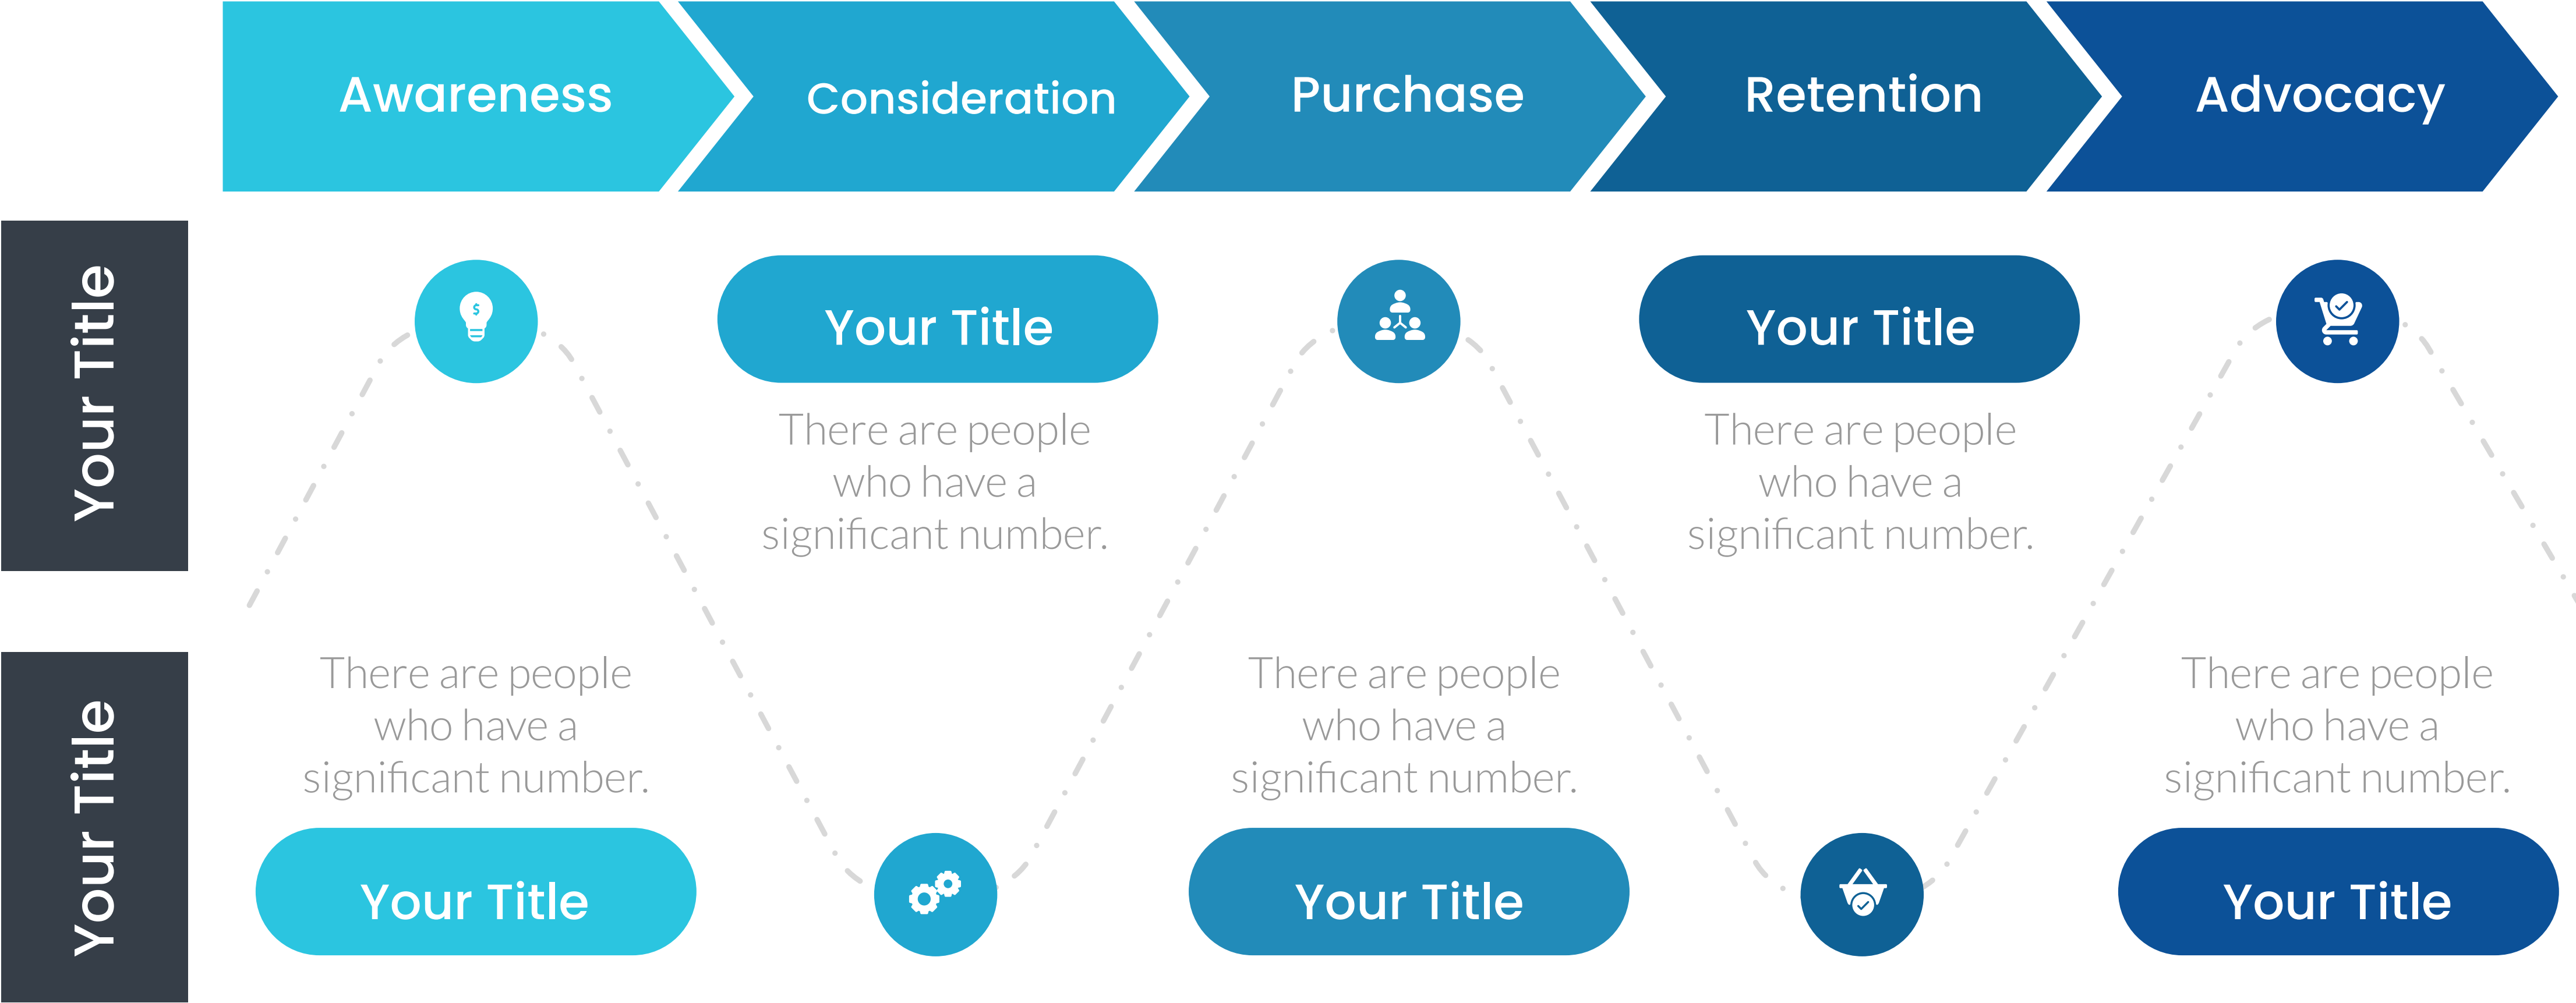 Awareness
Consideration
Purchase
Retention
Advocacy
Your Title
$
Your Title
There are people
who have a
significant number.
Your Title
There are people
who have a
significant number.
Your Title
There are people
who have a
significant number.
Your Title
There are people
who have a
significant number.
Your Title
There are people
who have a
significant number.
Your Title